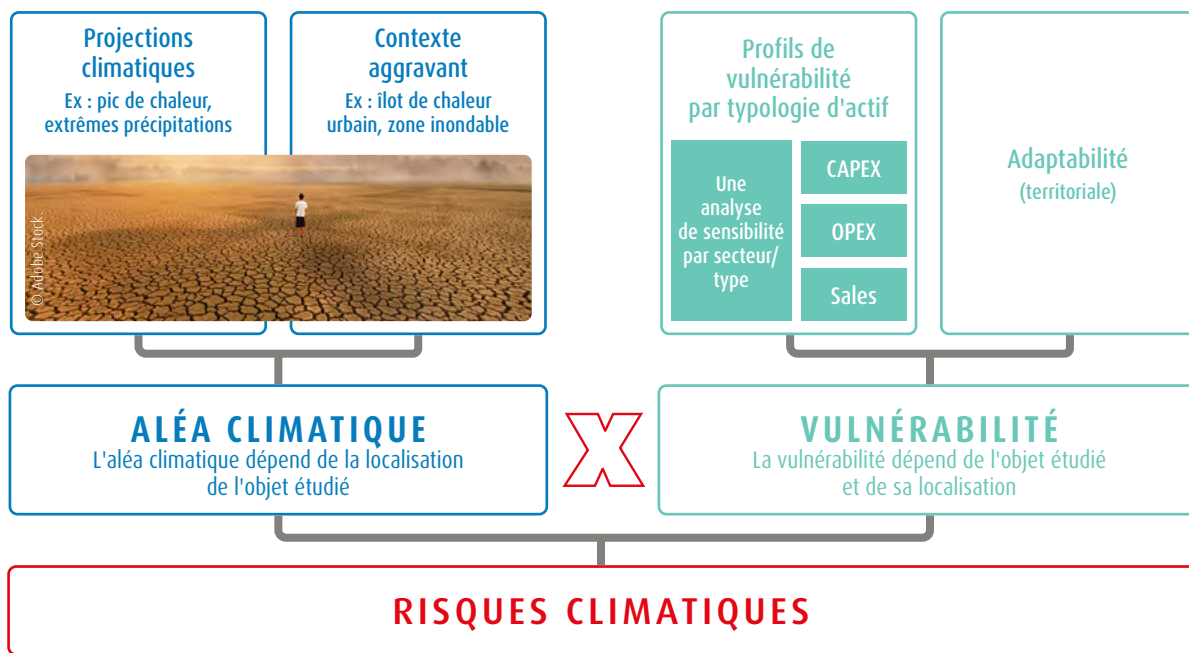 Projections
climatiques
Ex : pic de chaleur,
extrêmes précipitations
Contexte
aggravant
Ex : îlot de chaleur
urbain, zone inondable
© Adobe Stock.
Profils de
vulnérabilité
par typologie d'actif
Une
analyse
de sensibilité
par secteur/
type
CAPEX
OPEX
Sales
Adaptabilité
(territoriale)
ALÉA CLIMATIQUE
L'aléa climatique dépend de la localisation
de l'objet étudié
X
VULNÉRABILITÉ
La vulnérabilité dépend de l'objet étudié
et de sa localisation
RISQUES CLIMATIQUES